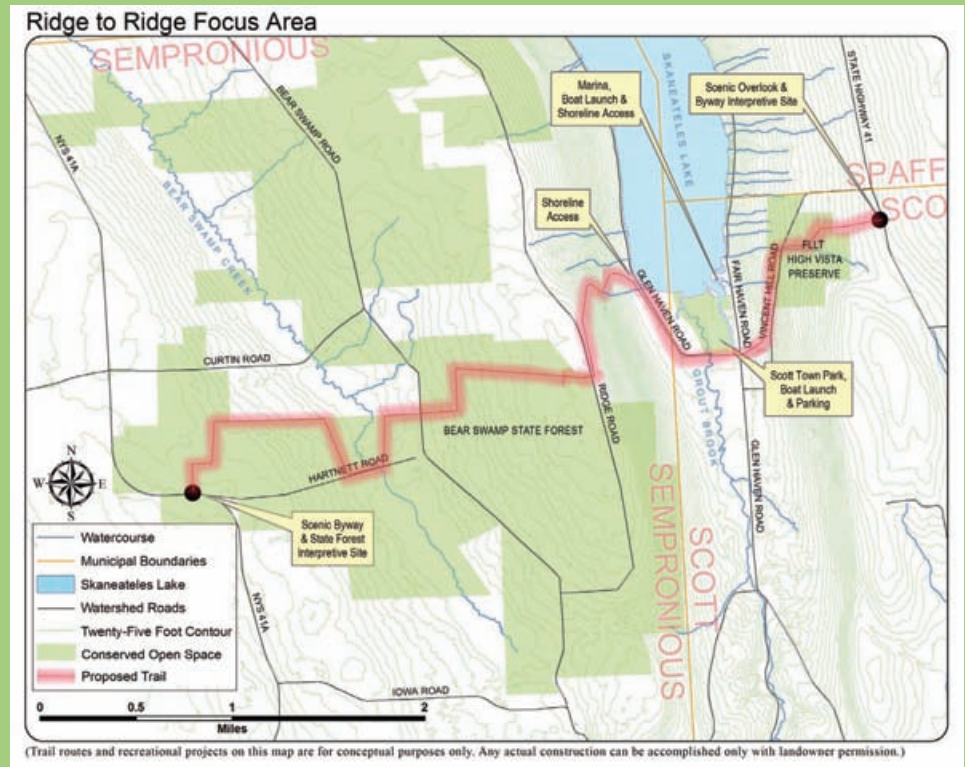 Ridge to Ridge Focus Area
SEMPRONIOUS
NYS 41A
BEAR SWAMP ROAD
BEAR SWAMP CREEK
Marina,
Boat Launch &
Shoreline Access
SKANEATELES LAKE
Scenic Overlook &
Byway Interpretive Site
STATE HIGHWAY 41
SPAFF
SCO
Shoreline
Access
FLLT
HIGH VISTA
PRESERVE
GLEN HAVEN ROAD
FAIR HAVEN ROAD
VINCENT HILL ROAD
CURTIN ROAD
Scott Town Park,
Boat Launch
& Parking
GROUT BROOK
RIDGE ROAD
BEAR SWAMP STATE FOREST
HARTNETT ROAD
GLEN HAVEN ROAD
SEMPRONIOUS
SCOTT
N
W
E
S
Scenic Byway
& State Forest
Interpretive Site
NYS 41A
IOWA ROAD
Watercourse
Municipal Boundaries
Skaneateles Lake
Watershed Roads
Twenty-Five Foot Contour
Conserved Open Space
Proposed Trail
0 0.5 1 2
Miles
(Trail routes and recreational projects on this map are for conceptual purposes only. Any actual construction can be accomplished only with landowner permission.)